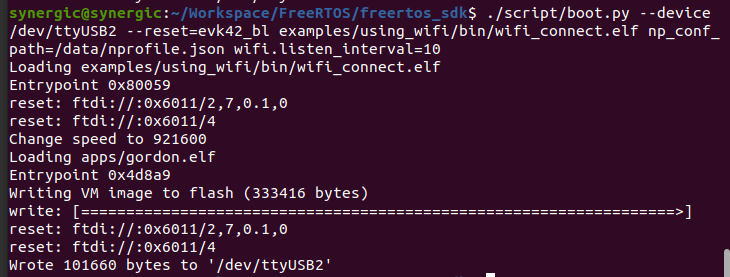 synergic@synergic:~/Workspace/FreeRTOS/freertos_sdk$ ./script/boot.py --device
/dev/ttyUSB2 --reset=evk42_bl examples/using_wifi/bin/wifi_connect.elf np_conf_
path=/data/nprofile.json wifi.listen_interval=10
Loading examples/using_wifi/bin/wifi_connect.elf
Entrypoint 0x80059
reset: ftdi://:0x6011/2,7,0.1,0
reset: ftdi://:0x6011/4
Change speed to 921600
Loading apps/gordon.elf
Entrypoint 0x4d8a9
Writing VM image to flash (333416 bytes)
write: [==================================================================>]
reset: ftdi://:0x6011/2,7,0.1,0
reset: ftdi://:0x6011/4
Wrote 101660 bytes to '/dev/ttyUSB2'